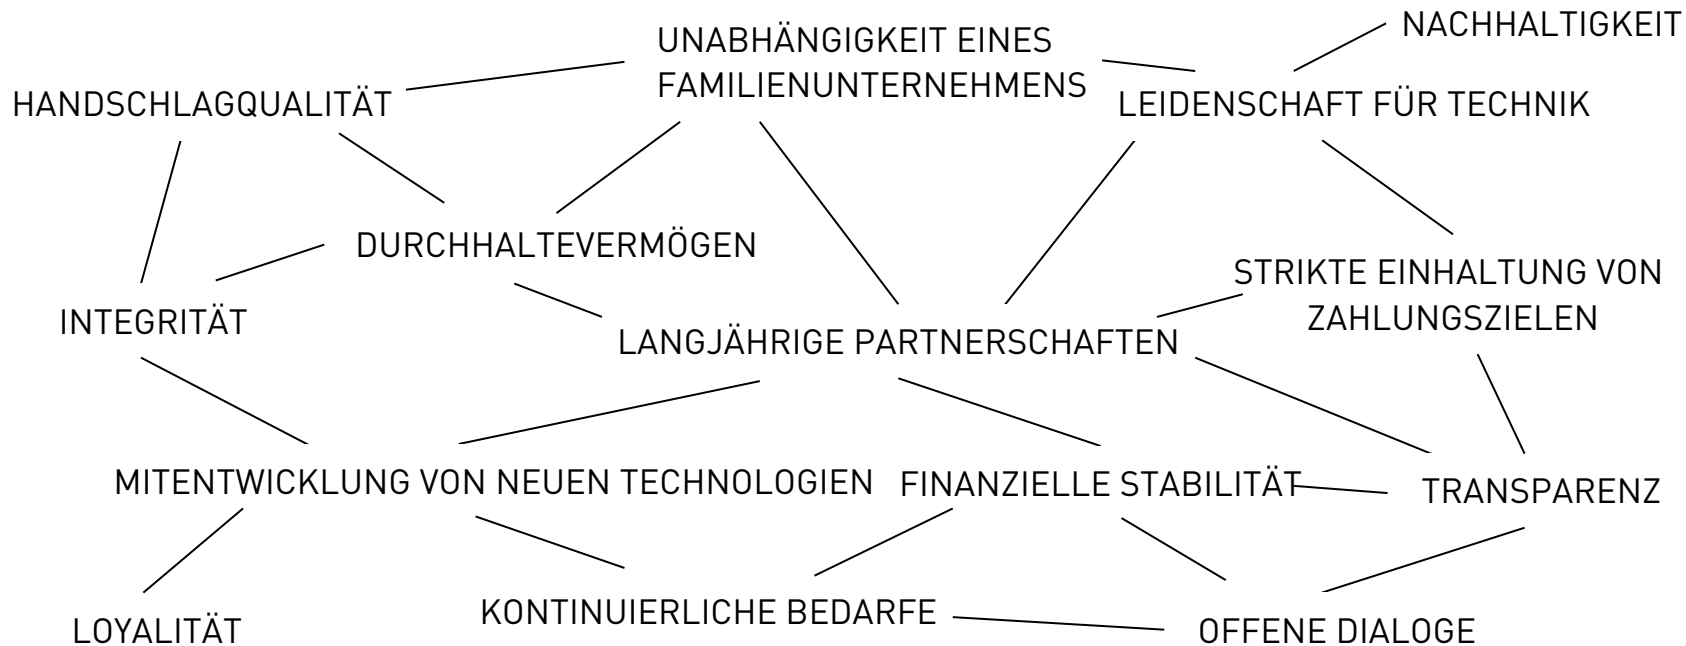 NACHHALTIGKEIT
UNABHÄNGIGKEIT EINES
FAMILIENUNTERNEHMENS
HANDSCHLAGQUALITÄT
LEIDENSCHAFT FÜR TECHNIK
DURCHHALTEVERMÖGEN
STRIKTE EINHALTUNG VON
ZAHLUNGSZIELEN
INTEGRITÄT
LANGJÄHRIGE PARTNERSCHAFTEN
MITENTWICKLUNG VON NEUEN TECHNOLOGIEN
FINANZIELLE STABILITÄT
TRANSPARENZ
KONTINUIERLICHE BEDARFE
LOYALITÄT
OFFENE DIALOGE